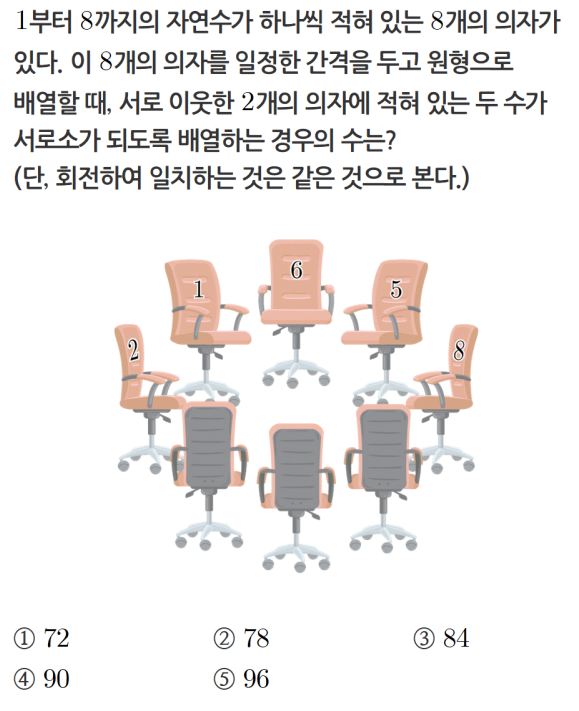 1부터 8까지의 자연수가 하나씩 적혀 있는 8개의 의자가
있다. 이 8개의 의자를 일정한 간격을 두고 원형으로
배열할 때, 서로 이웃한 2개의 의자에 적혀 있는 두 수가
서로소가 되도록 배열하는 경우의 수는?
(단, 회전하여 일치하는 것은 같은 것으로 본다.)
6
1 5
2 8
① 72 ② 78 ③ 84
④ 90 ⑤ 96